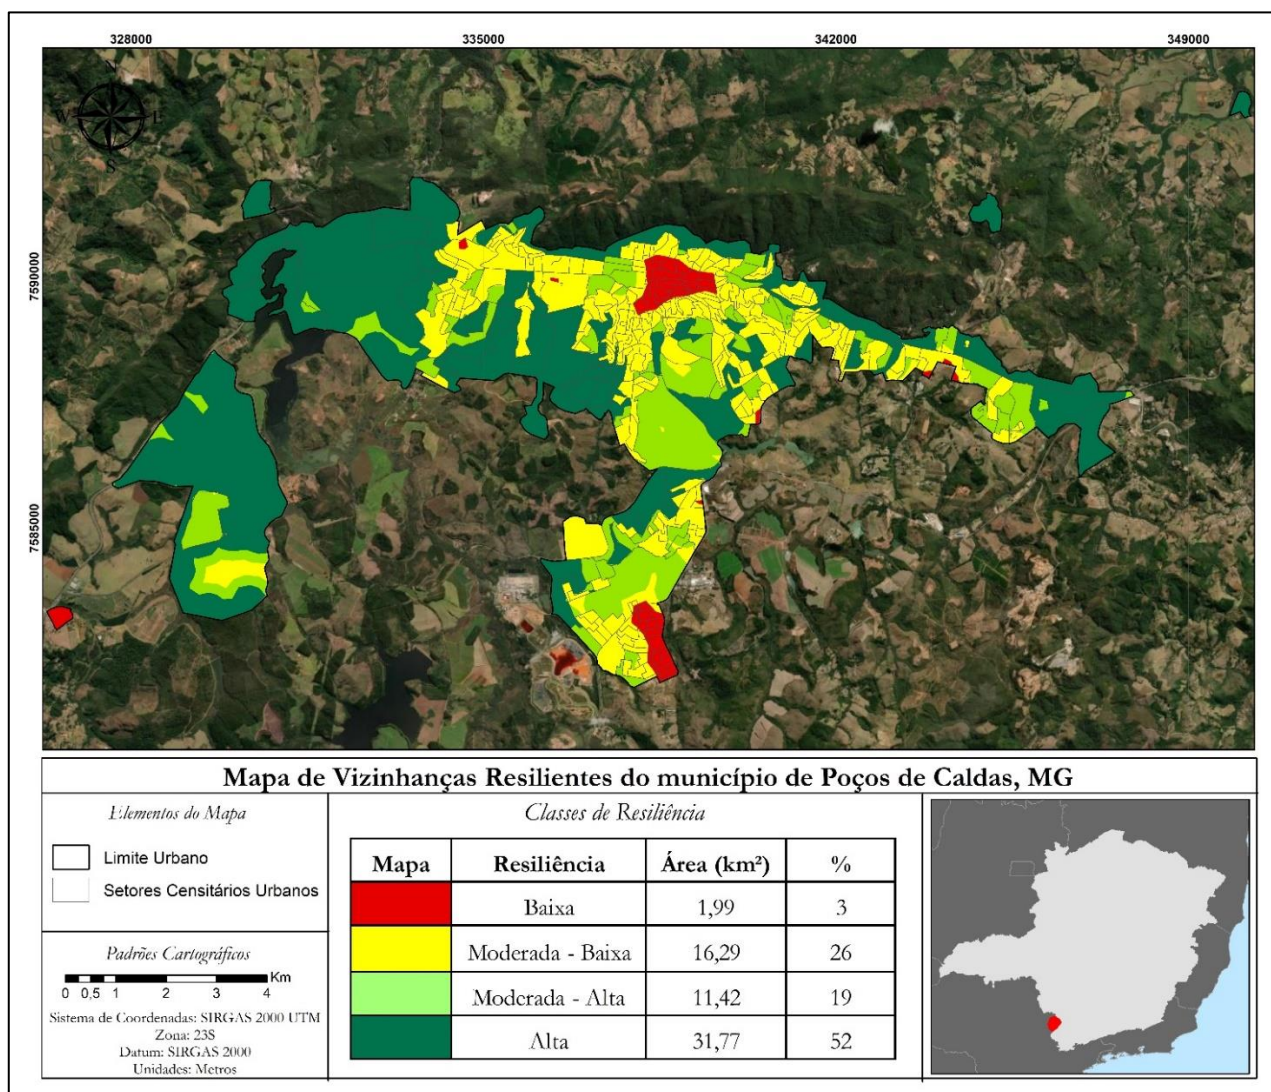 328000 335000 342000 349000
N
W E
S
7590000
7585000
Mapa de Vizinhanças Resilientes do município de Poços de Caldas, MG
Elementos do Mapa
Limite Urbano
Setores Censitários Urbanos
Padrões Cartográficos
Km
0 0,5 1 2 3 4
Sistema de Coordenadas: SIRGAS 2000 UTM
Zona: 23S
Datum: SIRGAS 2000
Unidades: Metros
Classes de Resiliência
Mapa Resiliência Área (km²) %
Baixa 1,99 3
Moderada - Baixa 16,29 26
Moderada - Alta 11,42 19
Alta 31,77 52